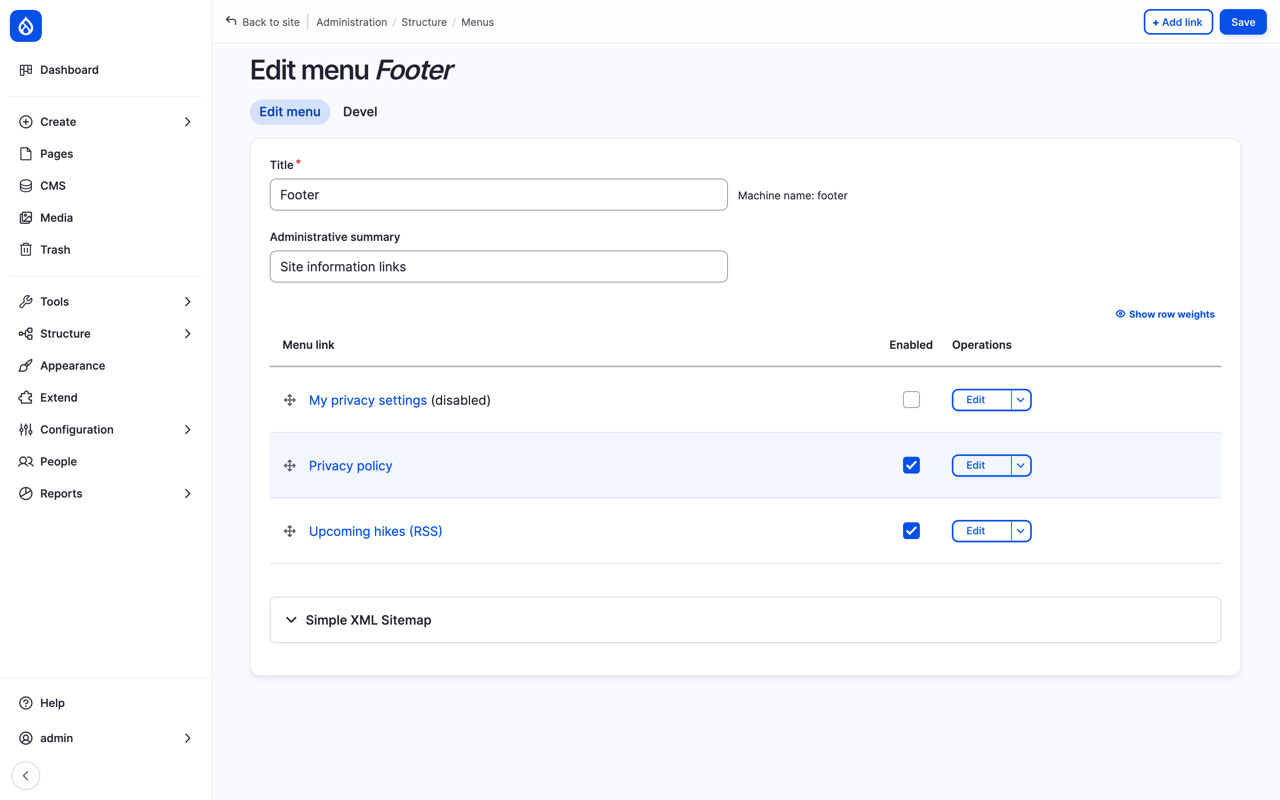 Back to site
Administration / Structure / Menus
+ Add link
Save
Dashboard
Create
Pages
CMS
Media
Trash
Tools
Structure
Appearance
Extend
Configuration
People
Reports
Help
admin
Edit menu Footer
Edit menu
Devel
Title*
Footer
Machine name: footer
Administrative summary
Site information links
Show row weights
Menu link Enabled Operations
My privacy settings (disabled) Edit
Privacy policy Edit
Upcoming hikes (RSS) Edit
Simple XML Sitemap